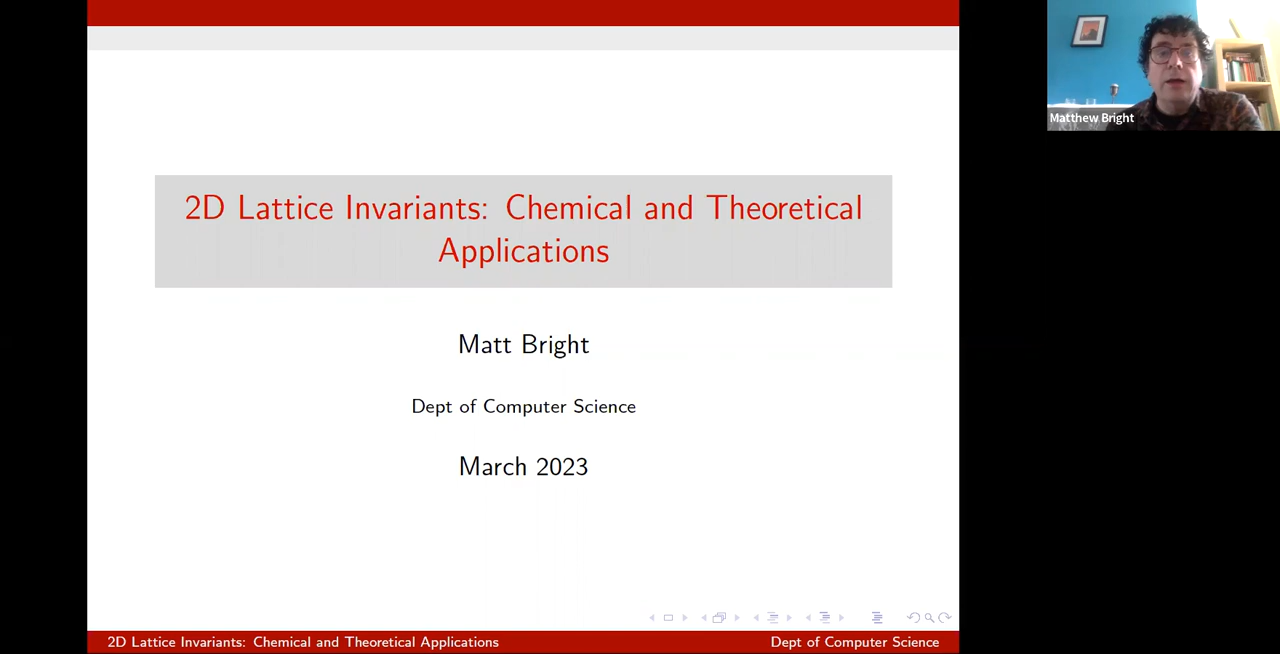 2D Lattice Invariants: Chemical and Theoretical
Applications
Matt Bright
Dept of Computer Science
March 2023
2D Lattice Invariants: Chemical and Theoretical Applications
Dept of Computer Science
Matthew Bright